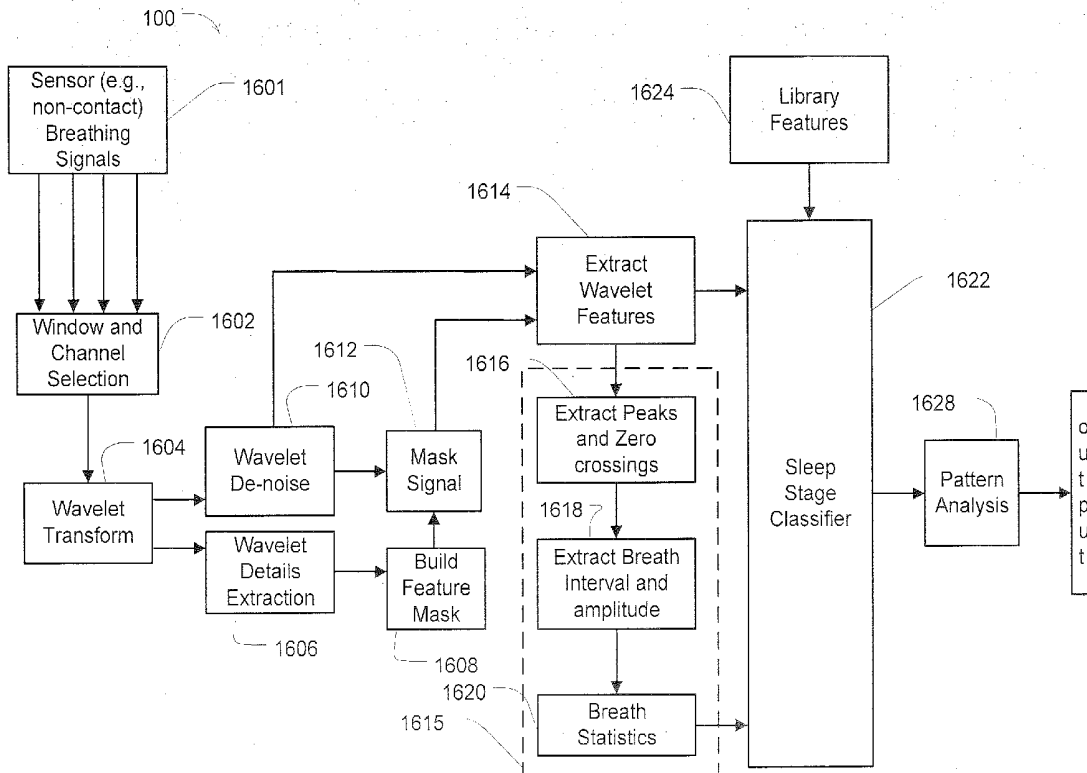 100
Sensor (e.g.,
non-contact)
Breathing
Signals
1601
1624
Library
Features
1614
Extract
Wavelet
Features
1622
Window and
Channel
Selection
1602
1612
1610
1616
Extract Peaks
and Zero
crossings
1604
Wavelet
De-noise
Mask
Signal
Sleep
Stage
Classifier
1628
Pattern
Analysis
o
u
t
p
u
t
Wavelet
Transform
1618
Wavelet
Details
Extraction
Build
Feature
Mask
Extract Breath
Interval and
amplitude
1606
1608
1620
Breath
Statistics
1615